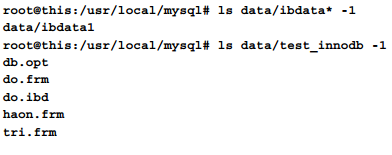 root@this:/usr/local/mysql# ls data/ibdata* -1
data/ibdata1
root@this:/usr/local/mysql# ls data/test_innodb -1
db.opt
do.frm
do.ibd
haon.frm
tri.frm